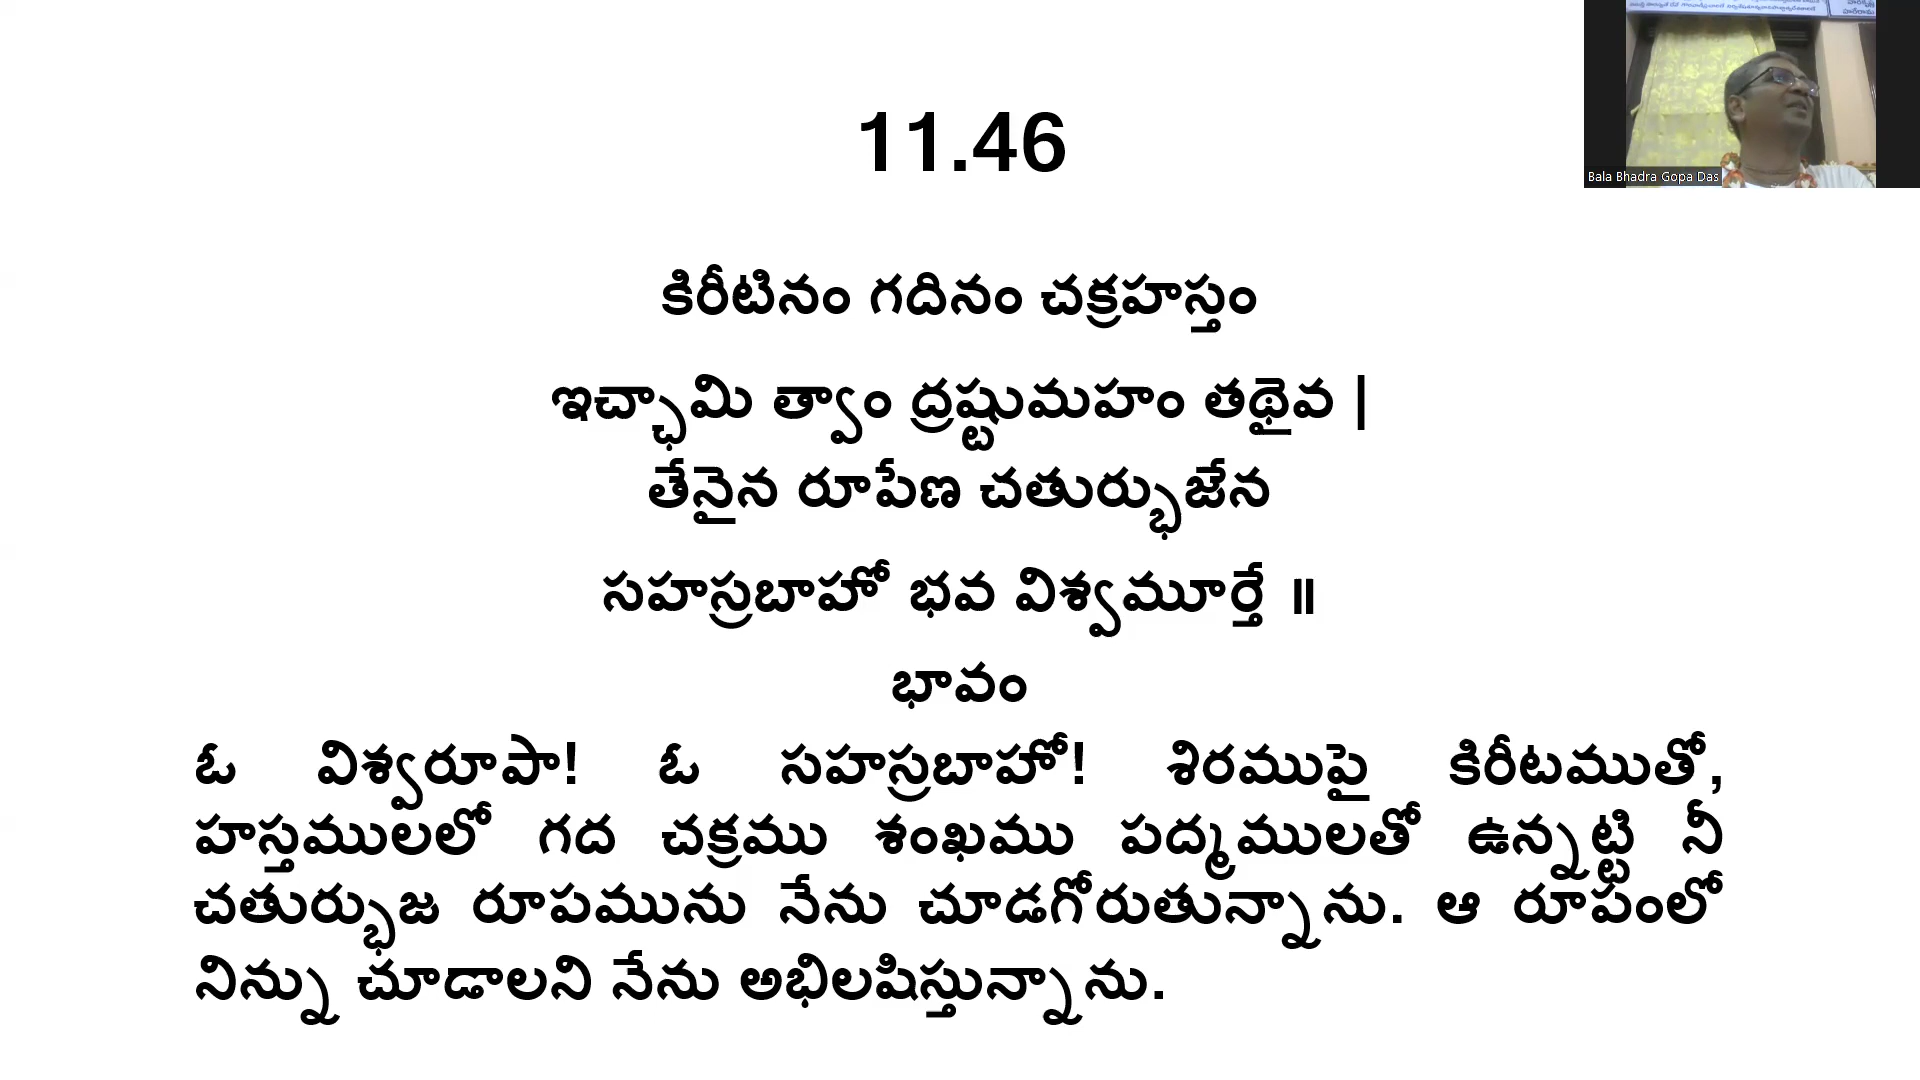 11.46
కిరీటినం గదినం చక్రహస్తం
ఇచ్ఛామి త్వాం ద్రష్టుమహం తథైవ |
తేనైన రూపేణ చతుర్భుజేన
సహస్రబాహో భవ విశ్వమూర్తే ॥
భావం
ఓ విశ్వరూపా! ఓ సహస్రబాహో! శిరముపై కిరీటముతో,
హస్తములలో గద చక్రము శంఖము పద్మములతో ఉన్నట్టి నీ
చతుర్భుజ రూపమును నేను చూడగోరుతున్నాను. ఆ రూపంలో
నిన్ను చూడాలని నేను అభిలషిస్తున్నాను.
Bala Bhadra Gopa Das